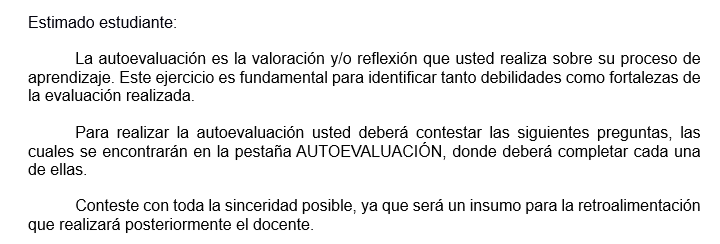 Estimado estudiante:
La autoevaluación es la valoración y/o reflexión que usted realiza sobre su proceso de
aprendizaje. Este ejercicio es fundamental para identificar tanto debilidades como fortalezas de
la evaluación realizada.
Para realizar la autoevaluación usted deberá contestar las siguientes preguntas, las
cuales se encontrarán en la pestaña AUTOEVALUACIÓN, donde deberá completar cada una
de ellas.
Conteste con toda la sinceridad posible, ya que será un insumo para la retroalimentación
que realizará posteriormente el docente.